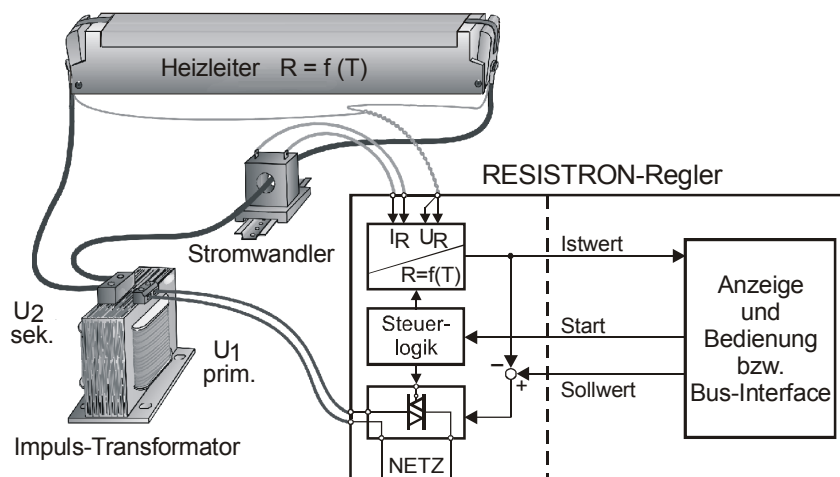 Heizleiter R = f (T)
RESISTRON-Regler
Stromwandler
IR UR
R=f(T)
Istwert
Anzeige
und
Bedienung
bzw.
Bus-Interface
Steuer-
logik
Start
U2
sek.
U1
prim.
–
+
Sollwert
Impuls-Transformator
NETZ